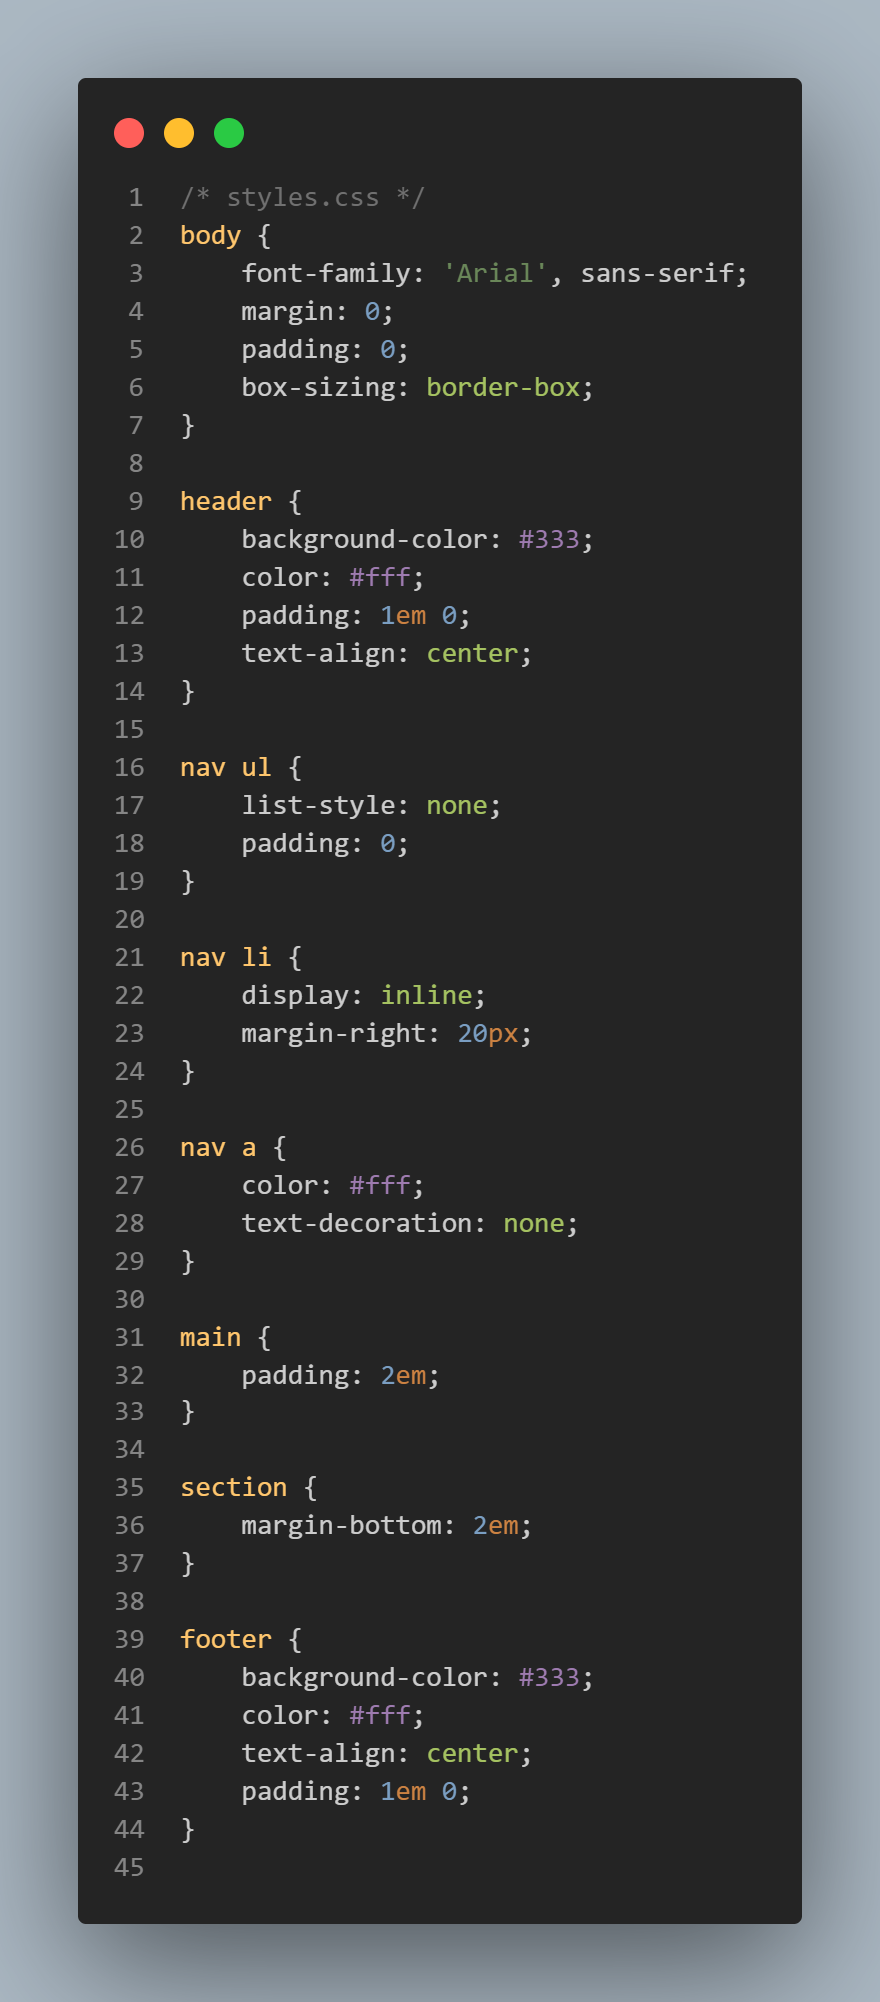 1 /* styles.css */
2 body {
3     font-family: 'Arial', sans-serif;
4     margin: 0;
5     padding: 0;
6     box-sizing: border-box;
7 }
8
9 header {
10     background-color: #333;
11     color: #fff;
12     padding: 1em 0;
13     text-align: center;
14 }
15
16 nav ul {
17     list-style: none;
18     padding: 0;
19 }
20
21 nav li {
22     display: inline;
23     margin-right: 20px;
24 }
25
26 nav a {
27     color: #fff;
28     text-decoration: none;
29 }
30
31 main {
32     padding: 2em;
33 }
34
35 section {
36     margin-bottom: 2em;
37 }
38
39 footer {
40     background-color: #333;
41     color: #fff;
42     text-align: center;
43     padding: 1em 0;
44 }
45